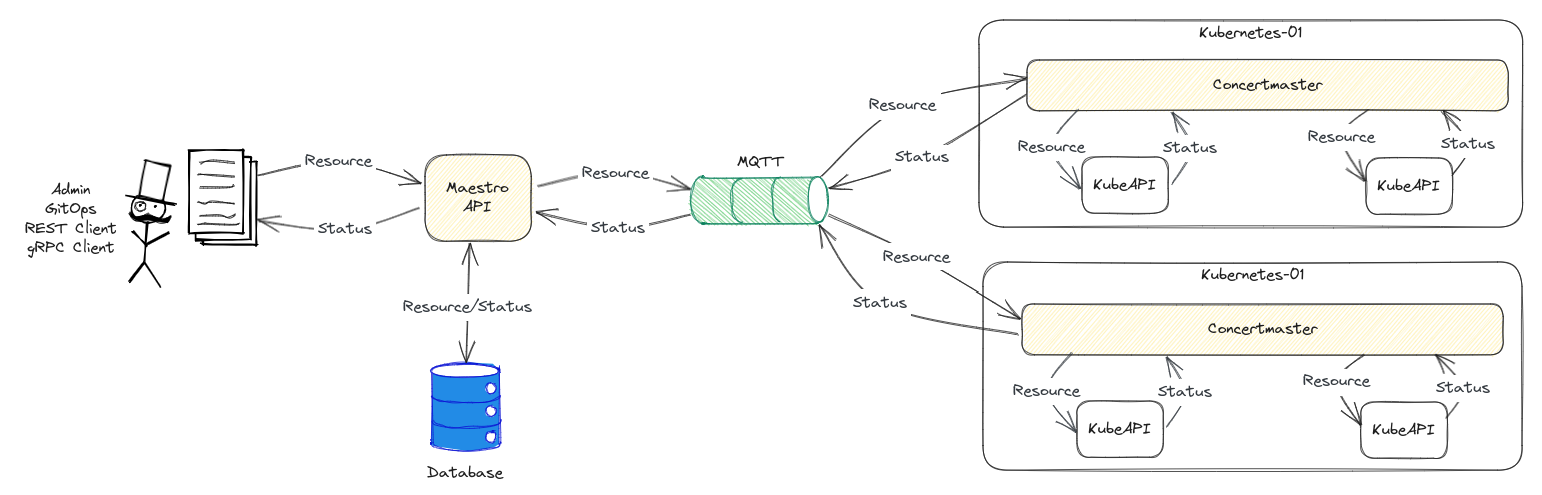 Admin
GitOps
REST Client
gRPC Client
Resource
Status
Maestro
API
Resource/Status
Database
Resource
Status
MQTT
Resource
Status
Resource
Status
Kubernetes-01
Concertmaster
Resource
Status
KubeAPI
Resource
Status
KubeAPI
Kubernetes-01
Concertmaster
Resource
Status
KubeAPI
Resource
Status
KubeAPI